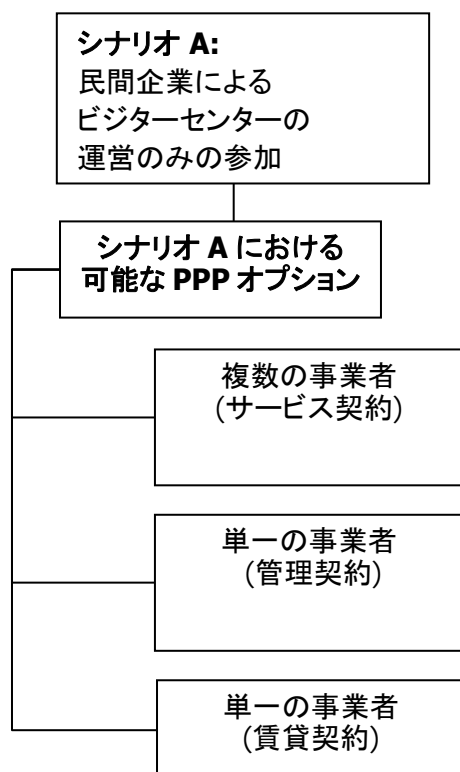 シナリオ A:
民間企業による
ビジターセンターの
運営のみの参加
シナリオ A における
可能な PPP オプション
複数の事業者
(サービス契約)
単一の事業者
(管理契約)
単一の事業者
(賃貸契約)